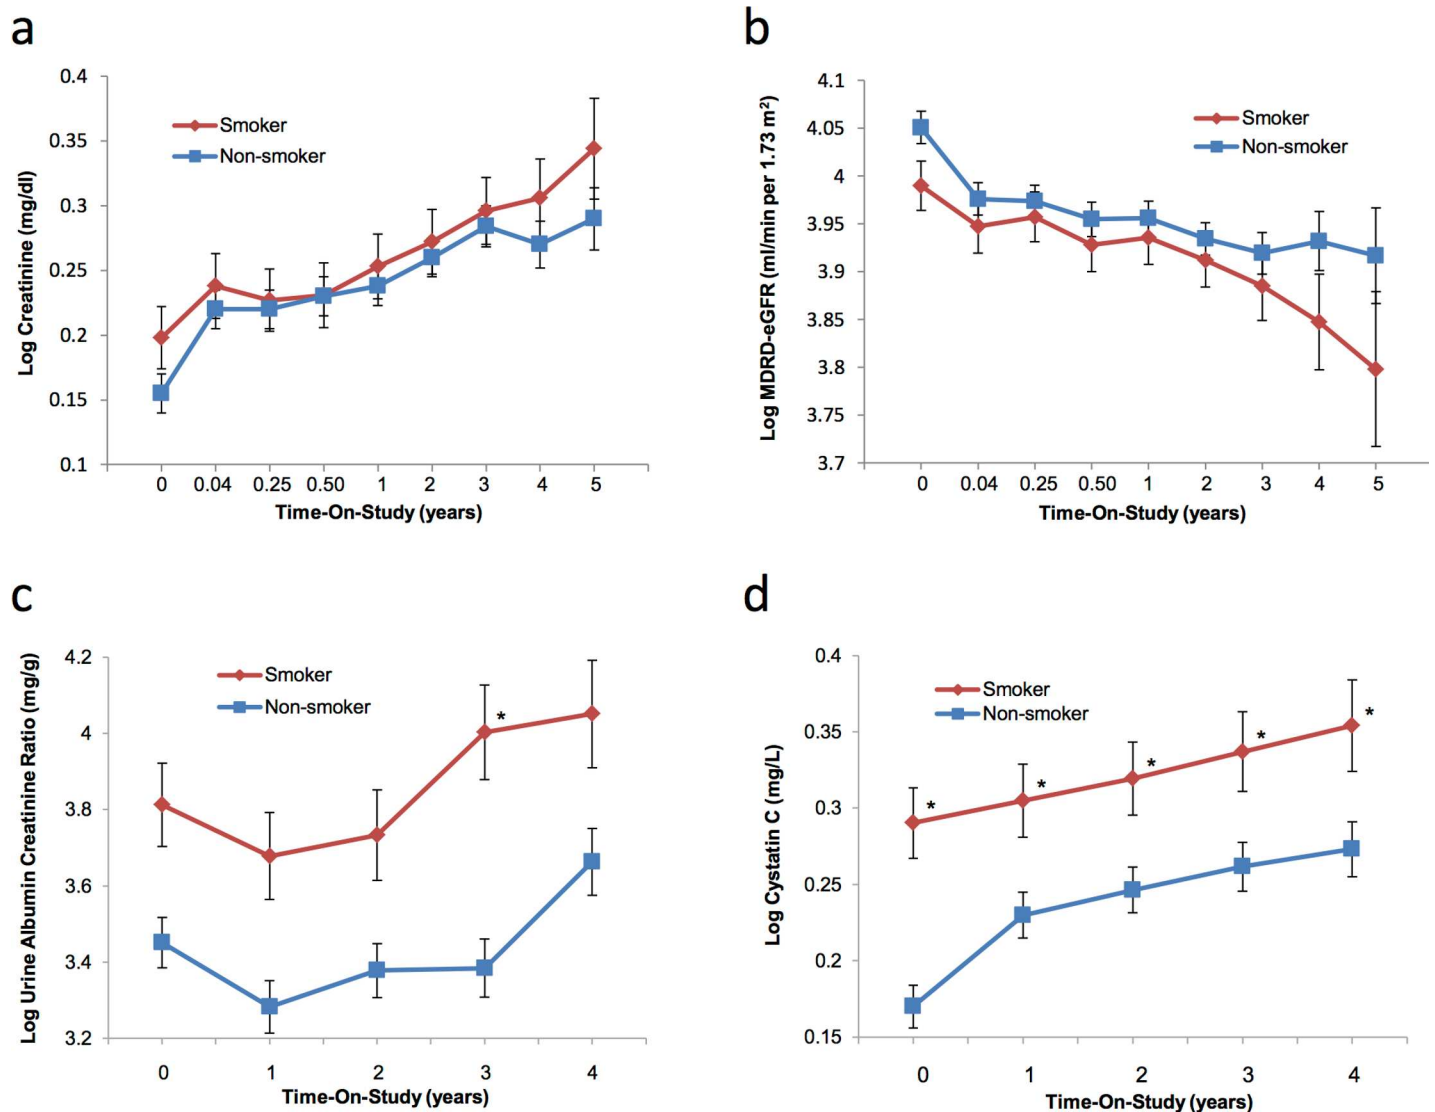 a
Log Creatinine (mg/dl)
0.4
0.35
0.3
0.25
0.2
0.15
0.1
Smoker
Non-smoker
0 0.04 0.25 0.50 1 2 3 4 5
Time-On-Study (years)
b
Log MDRD-eGFR (ml/min per 1.73 m²)
4.1
4.05
4
3.95
3.9
3.85
3.8
3.75
3.7
Smoker
Non-smoker
0 0.04 0.25 0.50 1 2 3 4 5
Time-On-Study (years)
c
Log Urine Albumin Creatinine Ratio (mg/g)
4.2
4
3.8
3.6
3.4
3.2
Smoker
Non-smoker
*
0 1 2 3 4
Time-On-Study (years)
d
Log Cystatin C (mg/L)
0.4
0.35
0.3
0.25
0.2
0.15
Smoker
Non-smoker
* * * * *
0 1 2 3 4
Time-On-Study (years)